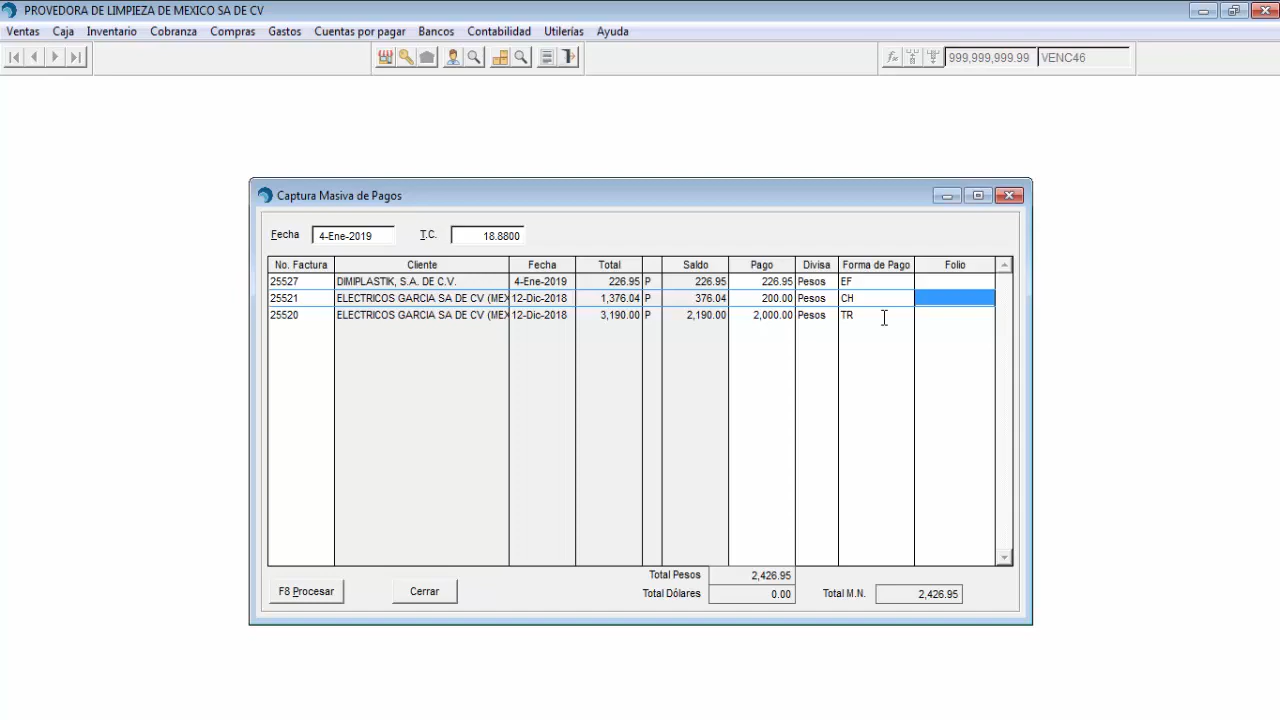 PROVEDORA DE LIMPIEZA DE MEXICO SA DE CV
Ventas Caja Inventario Cobranza Compras Gastos Cuentas por pagar Bancos Contabilidad Utilerías Ayuda
fx 999,999,999.99 VENC46
Captura Masiva de Pagos
Fecha 4-Ene-2019 T.C. 18.8800
No. Factura Cliente Fecha Total Saldo Pago Divisa Forma de Pago Folio
25527 DIMIPLASTIK, S.A. DE C.V. 4-Ene-2019 226.95 P 226.95 226.95 Pesos EF
25521 ELECTRICOS GARCIA SA DE CV (MEX 12-Dic-2018 1,376.04 P 376.04 200.00 Pesos CH
25520 ELECTRICOS GARCIA SA DE CV (MEX 12-Dic-2018 3,190.00 P 2,190.00 2,000.00 Pesos TR
Total Pesos 2,426.95
F8 Procesar Cerrar Total Dólares 0.00 Total M.N. 2,426.95